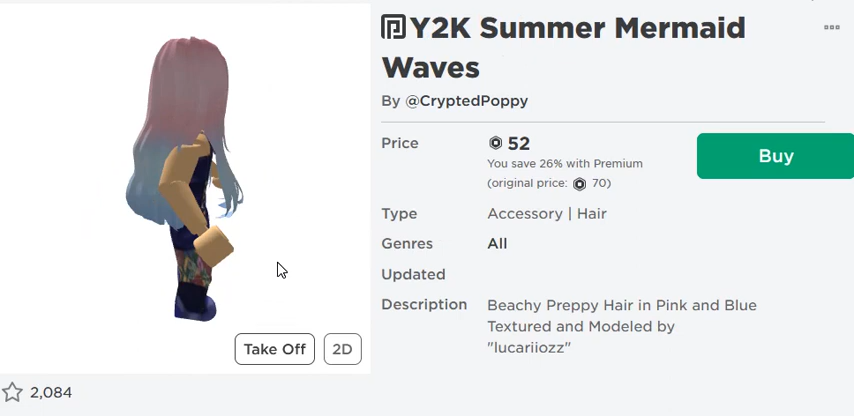 Y2K Summer Mermaid
Waves
By @CryptedPoppy
Price
52
You save 26% with Premium
(original price: 70)
Buy
Type
Accessory | Hair
Genres
All
Updated
Description
Beachy Preppy Hair in Pink and Blue
Textured and Modeled by
"lucariiozz"
Take Off
2D
2,084